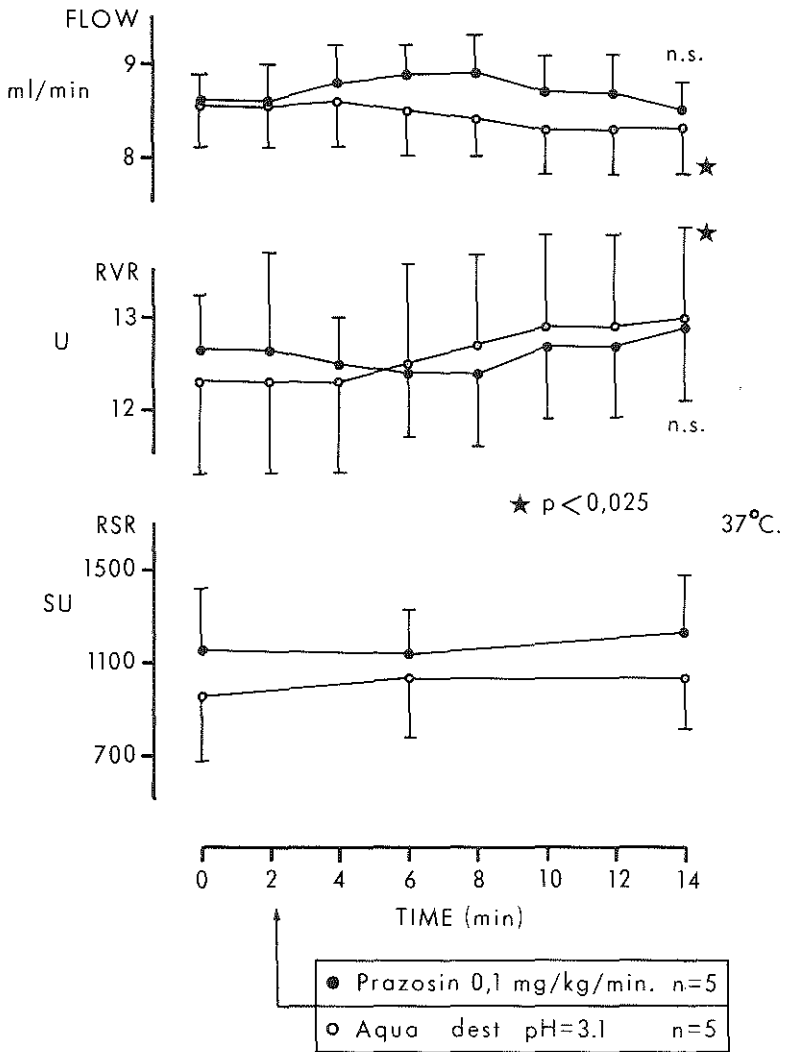 FLOW
ml/min
9
8
n.s.
★
RVR
U
13
12
★
n.s.
★ p<0,025
37°C.
RSR
SU
1500
1100
700
0 2 4 6 8 10 12 14
TIME (min)
● Prazosin 0,1 mg/kg/min. n=5
○ Aqua dest pH=3.1 n=5